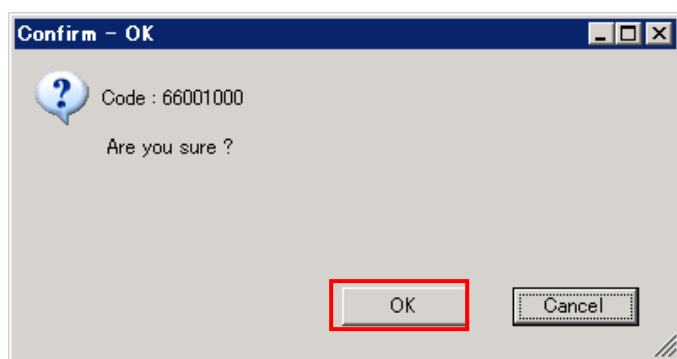 Confirm - OK
Code : 66001000
Are you sure ?
OK
Cancel